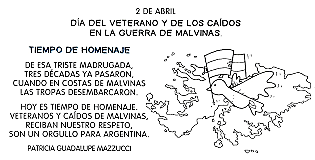 2 DE ABRIL
DÍA DEL VETERANO Y DE LOS CAÍDOS
EN LA GUERRA DE MALVINAS.
TIEMPO DE HOMENAJE
DE ESA TRISTE MADRUGADA,
TRES DÉCADAS YA PASARON,
CUANDO EN COSTAS DE MALVINAS
LAS TROPAS DESEMBARCARON.
HOY ES TIEMPO DE HOMENAJE.
VETERANOS Y CAÍDOS DE MALVINAS,
RECIBAN NUESTRO RESPETO,
SON UN ORGULLO PARA ARGENTINA.
PATRICIA GUADALUPE MAZZUCCI